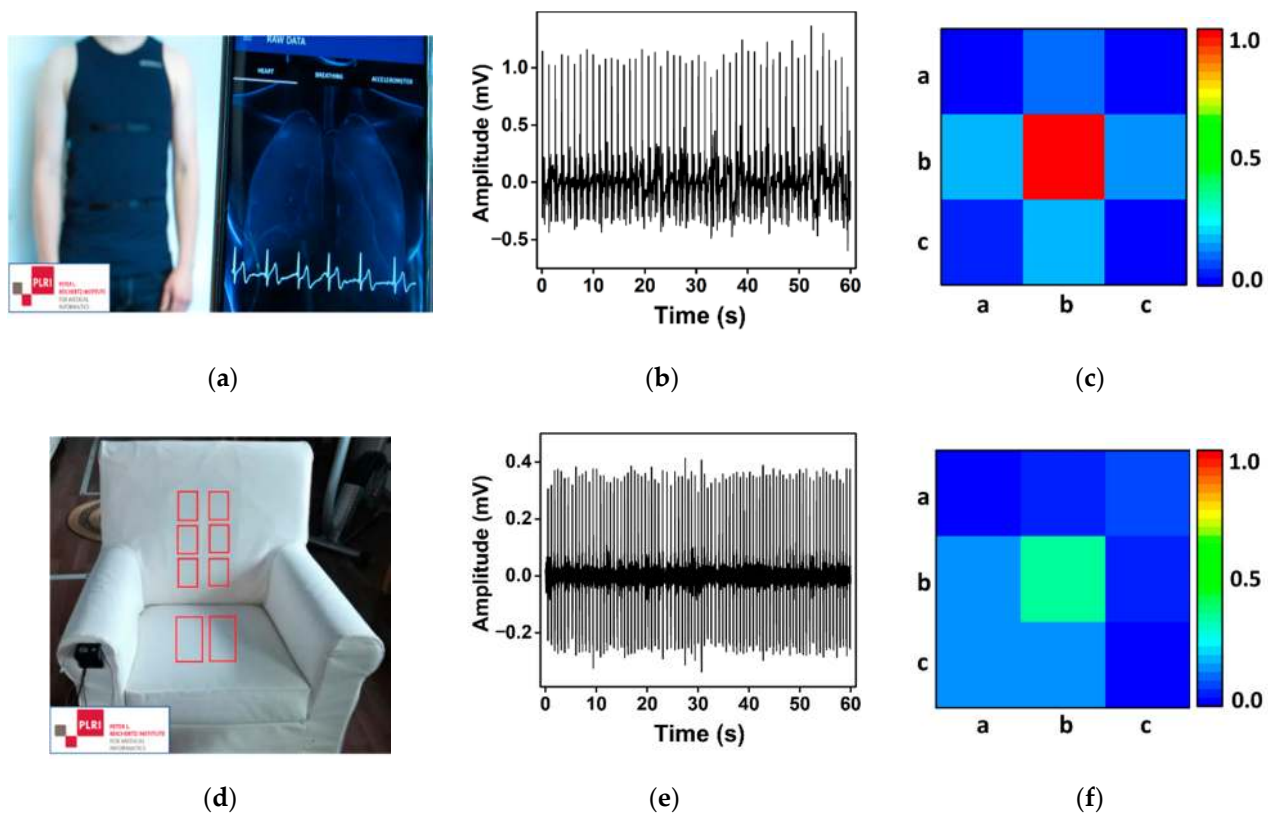 RAW DATA
HEART BREATHING ACCELEROMETER
PLRI
PETER L.
REICHERTZ INSTITUTE
FOR MEDICAL
INFORMATICS
(a)
Amplitude (mV)
1.0
0.5
0.0
−0.5
0 10 20 30 40 50 60
Time (s)
(b)
a
b
c
a b c
1.0
0.5
0.0
(c)
PLRI
PETER L.
REICHERTZ INSTITUTE
FOR MEDICAL
INFORMATICS
(d)
Amplitude (mV)
0.4
0.2
0.0
−0.2
0 10 20 30 40 50 60
Time (s)
(e)
a
b
c
a b c
1.0
0.5
0.0
(f)